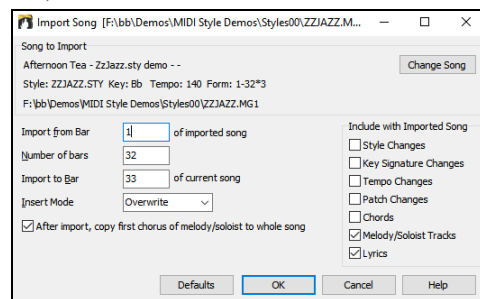 Import Song [F:\bb\Demos\MIDI Style Demos\Styles00\ZZJAZZ.M...
Song to Import
Afternoon Tea - ZzJazz.sty demo - -
Change Song
Style: ZZJAZZ.STY Key: Bb Tempo: 140 Form: 1-32*3
F:\bb\Demos\MIDI Style Demos\Styles00\ZZJAZZ.MG1
Import from Bar 1 of imported song
Number of bars 32
Import to Bar 33 of current song
Insert Mode Overwrite
After import, copy first chorus of melody/soloist to whole song
Include with Imported Song
Style Changes
Key Signature Changes
Tempo Changes
Patch Changes
Chords
Melody/Soloist Tracks
Lyrics
Defaults OK Cancel Help